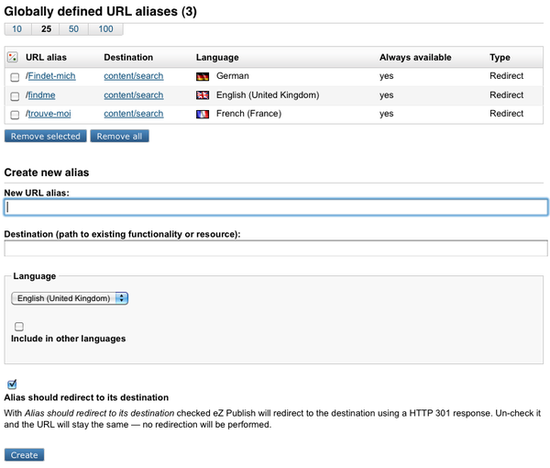 Globally defined URL aliases (3)
10 25 50 100
URL alias Destination Language Always available Type
/Findet-mich content/search German yes Redirect
/findme content/search English (United Kingdom) yes Redirect
/trouve-moi content/search French (France) yes Redirect
Remove selected Remove all
Create new alias
New URL alias:
Destination (path to existing functionality or resource):
Language
English (United Kingdom)
Include in other languages
Alias should redirect to its destination
With Alias should redirect to its destination checked eZ Publish will redirect to the destination using a HTTP 301 response. Un-check it
and the URL will stay the same — no redirection will be performed.
Create